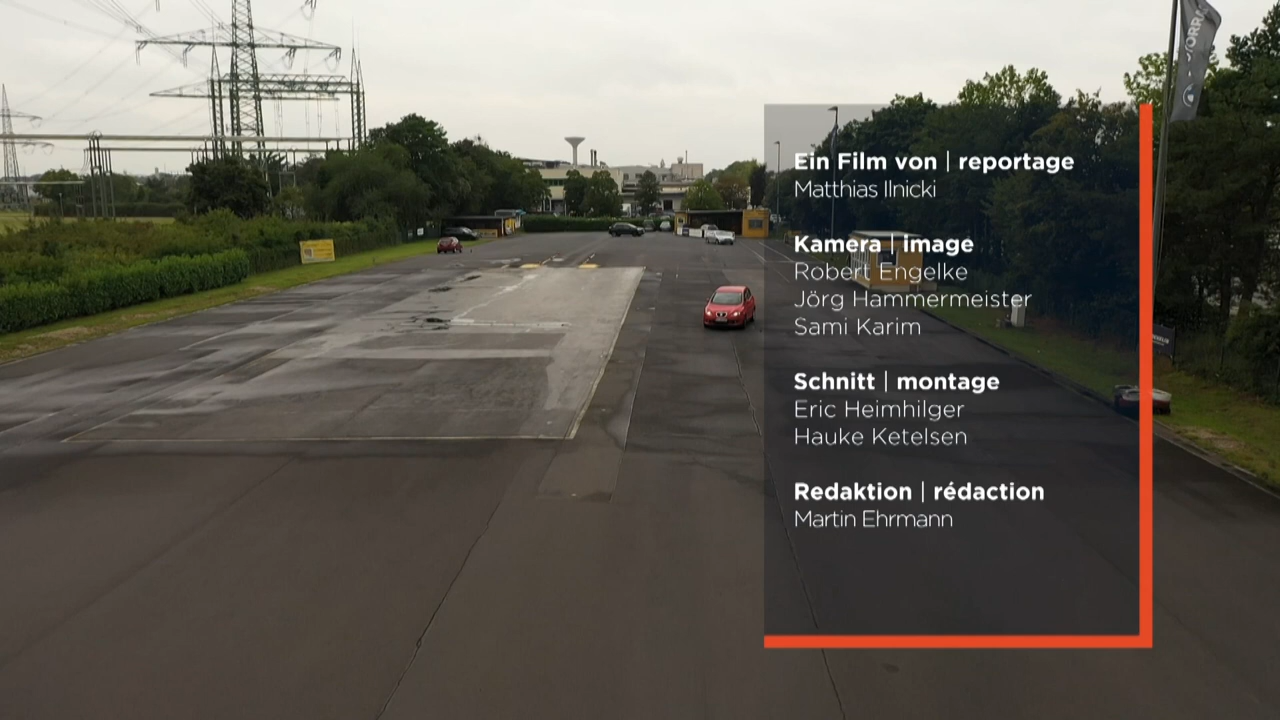 Ein Film von | reportage
Matthias Ilnicki
Kamera | image
Robert Engelke
Jörg Hammermeister
Sami Karim
Schnitt | montage
Eric Heimhilger
Hauke Ketelsen
Redaktion | rédaction
Martin Ehrmann